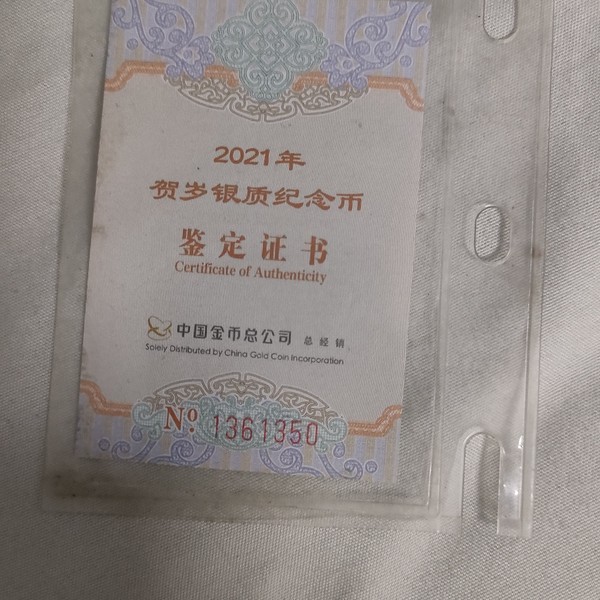 2021年
贺岁银质纪念币
鉴定证书
Certificate of Authenticity
中国金币总公司 总经销
Solely Distributed by China Gold Coin Incorporation
No. 1361350